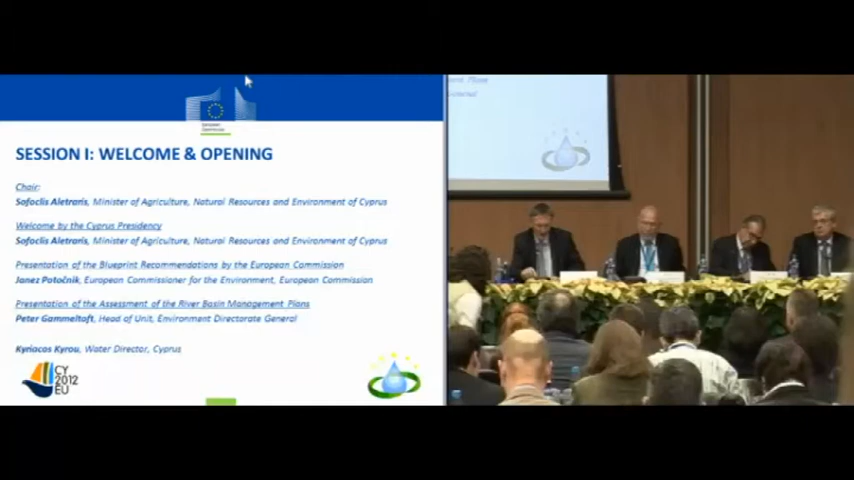 SESSION I: WELCOME & OPENING
Chair:
Sofoclis Aletraris, Minister of Agriculture, Natural Resources and Environment of Cyprus
Welcome by the Cyprus Presidency
Sofoclis Aletraris, Minister of Agriculture, Natural Resources and Environment of Cyprus
Presentation of the Blueprint Recommendations by the European Commission
Janez Potočnik, European Commissioner for the Environment, European Commission
Presentation of the Assessment of the River Basin Management Plans
Peter Gammeltoft, Head of Unit, Environment Directorate General
Kyriacos Kyrou, Water Director, Cyprus
CY
2012
EU